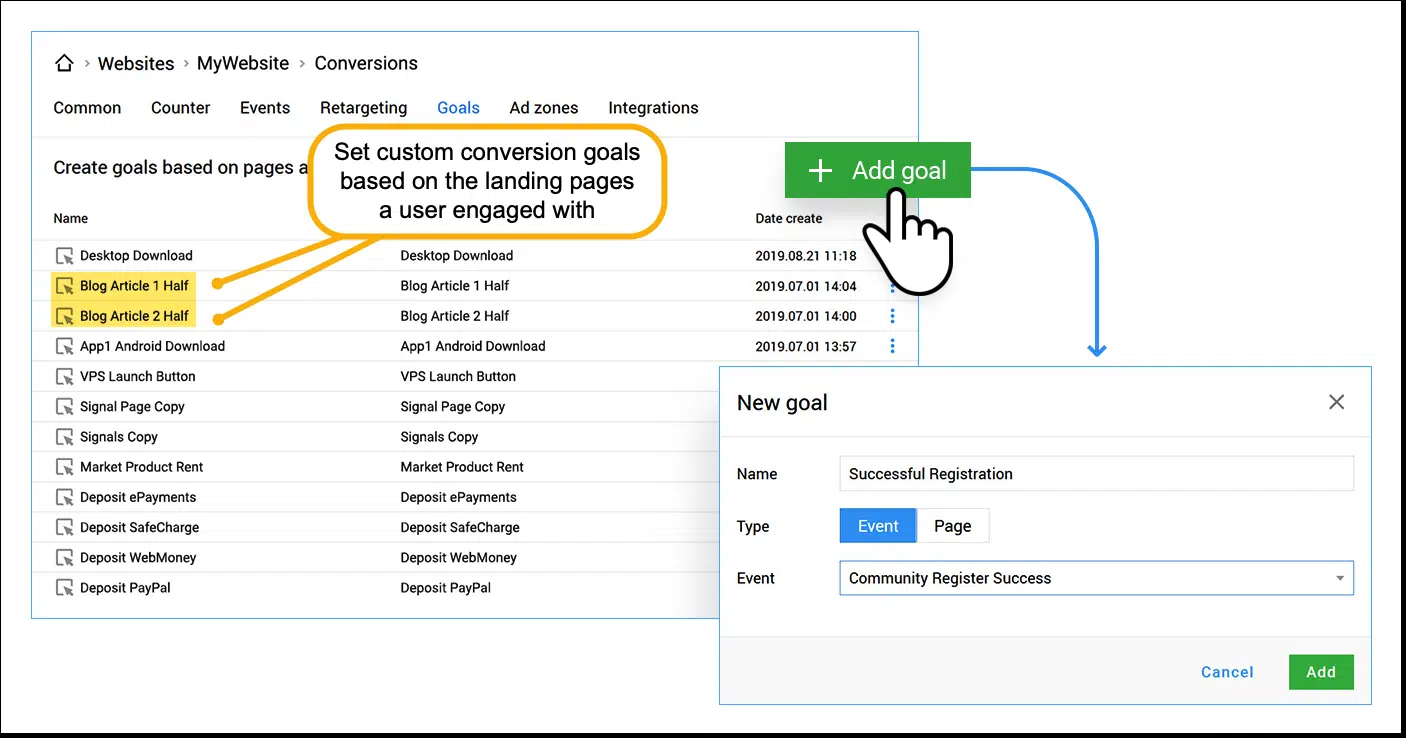 Websites › MyWebsite › Conversions
Common Counter Events Retargeting Goals Ad zones Integrations
Create goals based on pages a
Set custom conversion goals
based on the landing pages
a user engaged with
+ Add goal
Name Date create
Desktop Download Desktop Download 2019.08.21 11:18
Blog Article 1 Half Blog Article 1 Half 2019.07.01 14:04
Blog Article 2 Half Blog Article 2 Half 2019.07.01 14:00
App1 Android Download App1 Android Download 2019.07.01 13:57
VPS Launch Button VPS Launch Button
Signal Page Copy Signal Page Copy
Signals Copy Signals Copy
Market Product Rent Market Product Rent
Deposit ePayments Deposit ePayments
Deposit SafeCharge Deposit SafeCharge
Deposit WebMoney Deposit WebMoney
Deposit PayPal Deposit PayPal
New goal
Name Successful Registration
Type Event Page
Event Community Register Success
Cancel Add